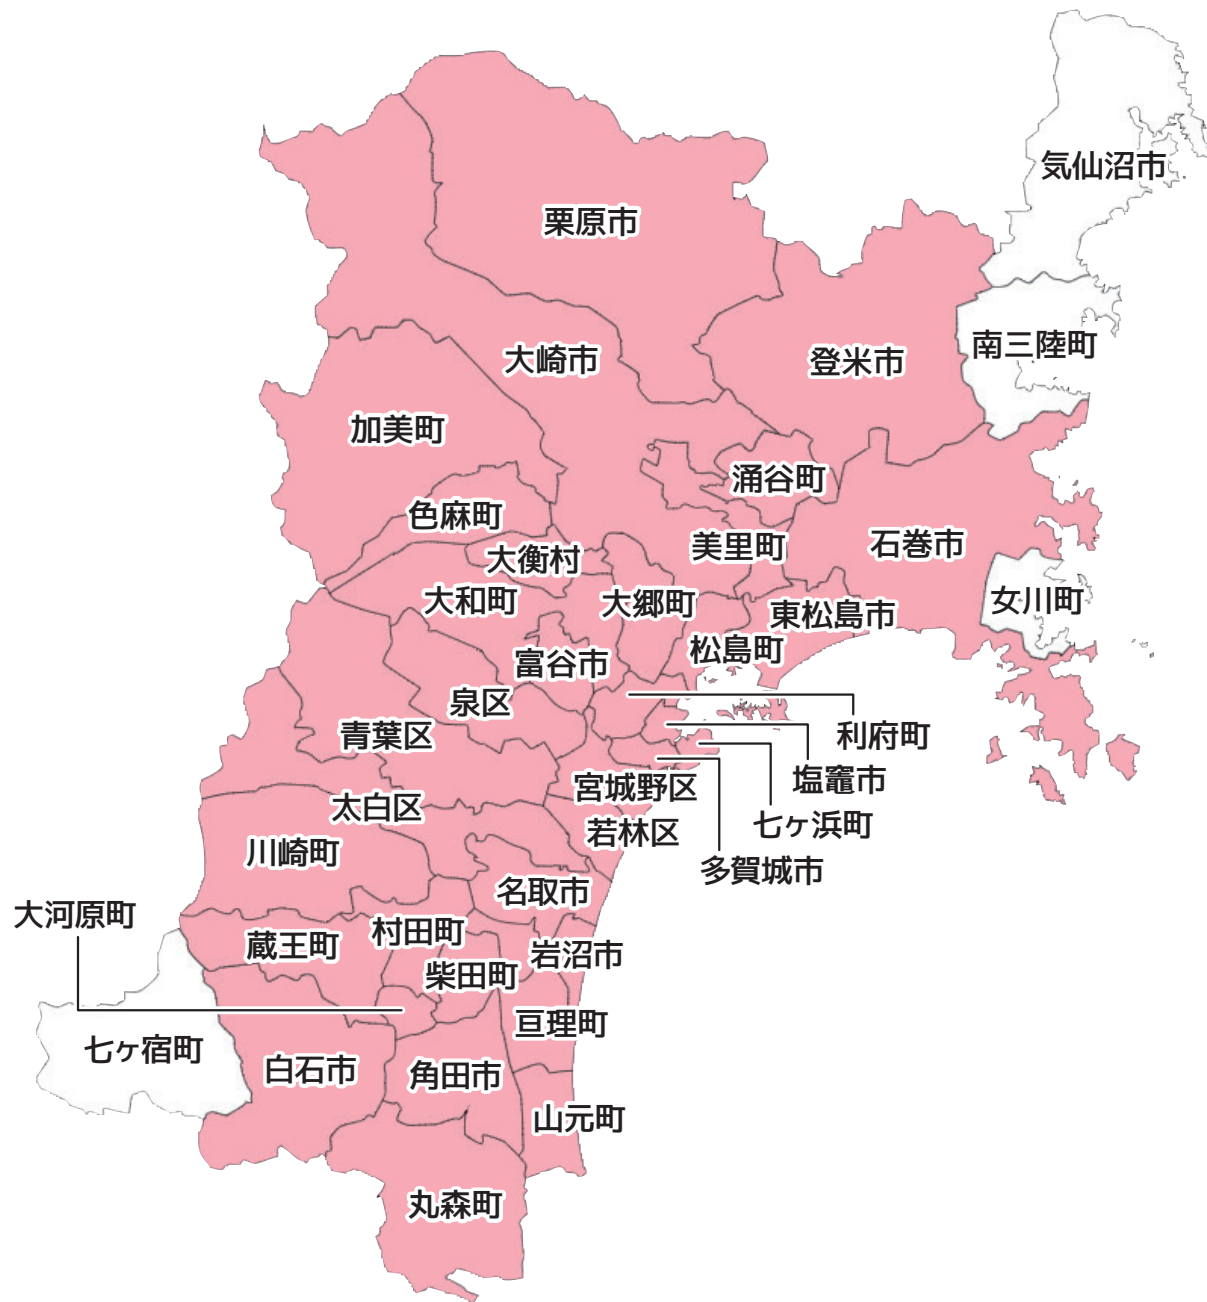 気仙沼市
栗原市
南三陸町
大崎市
登米市
加美町
涌谷町
色麻町
美里町
石巻市
大衡村
大和町
大郷町
東松島市
女川町
松島町
富谷市
泉区
青葉区
利府町
塩竈市
宮城野区
太白区
七ヶ浜町
若林区
川崎町
多賀城市
名取市
大河原町
村田町
蔵王町
岩沼市
柴田町
亘理町
七ヶ宿町
白石市
角田市
山元町
丸森町